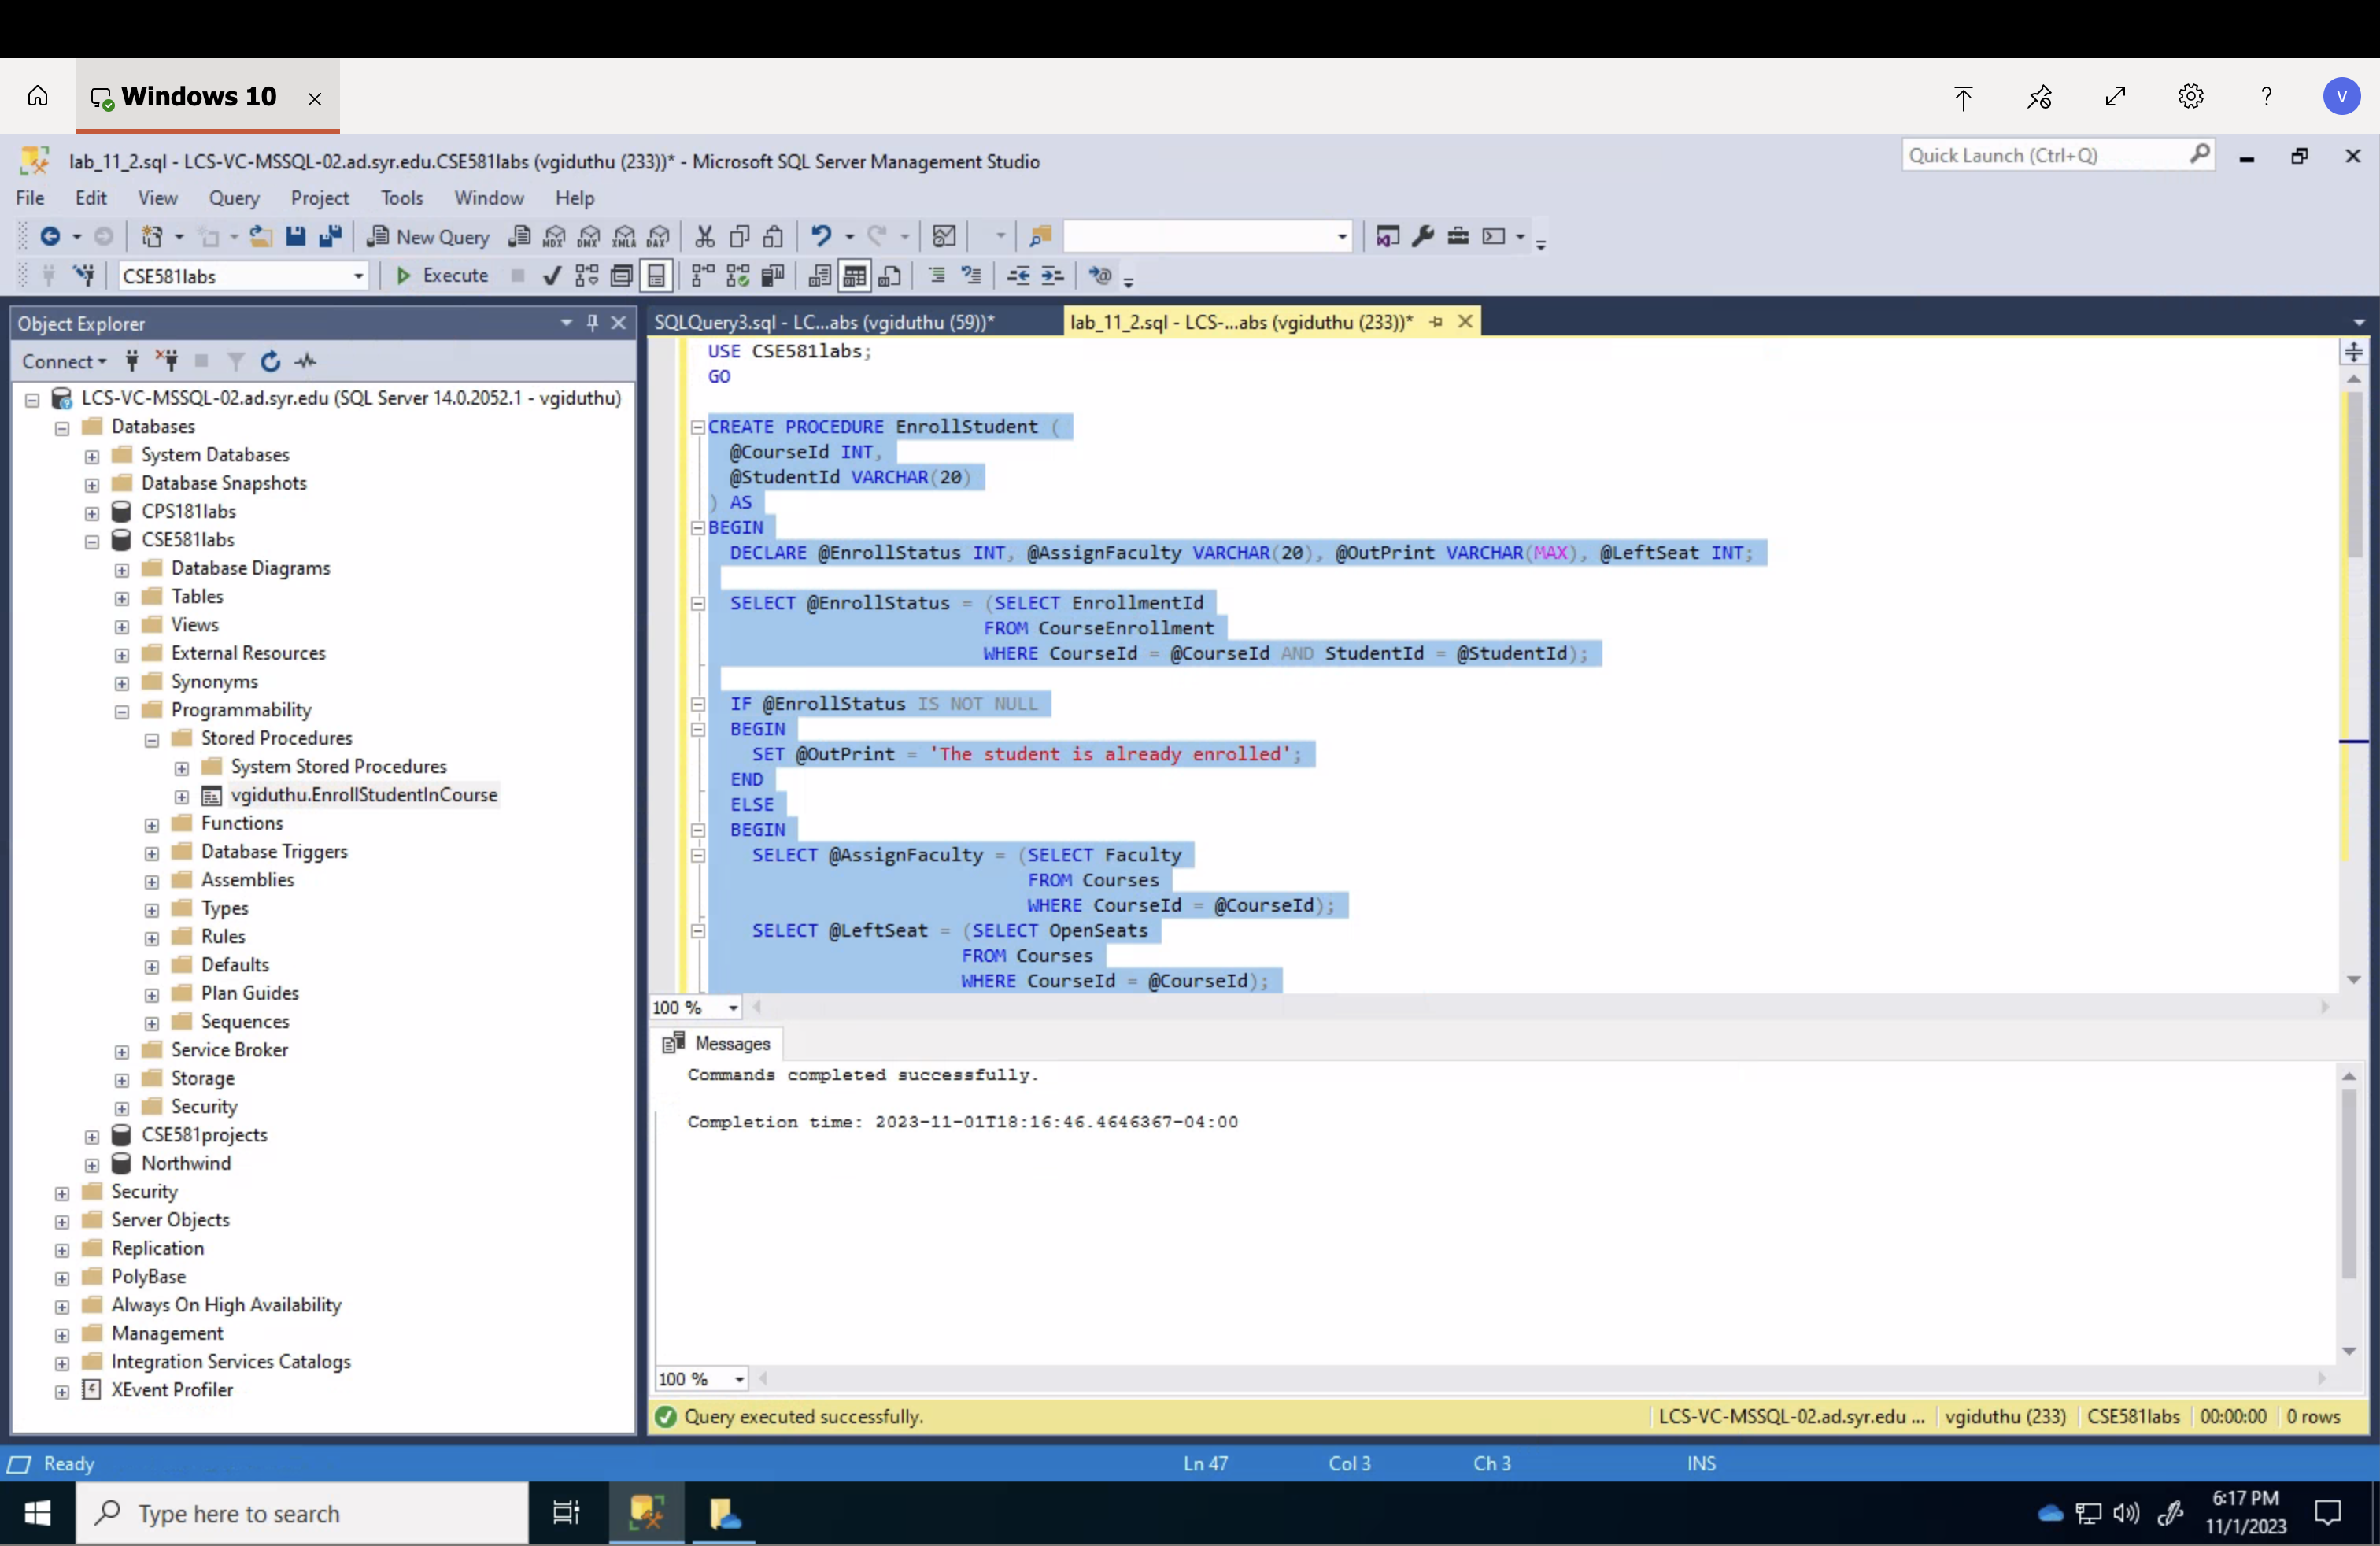 Windows 10
V
lab_11_2.sql - LCS-VC-MSSQL-02.ad.syr.edu.CSE581labs (vgiduthu (233))* - Microsoft SQL Server Management Studio
Quick Launch (Ctrl+Q)
File Edit View Query Project Tools Window Help
New Query MDX DMX XMLA DAX
CSE581labs Execute
Object Explorer
SQLQuery3.sql - LC...abs (vgiduthu (59))*
lab_11_2.sql - LCS-...abs (vgiduthu (233))*
Connect
LCS-VC-MSSQL-02.ad.syr.edu (SQL Server 14.0.2052.1 - vgiduthu)
Databases
System Databases
Database Snapshots
CPS181labs
CSE581labs
Database Diagrams
Tables
Views
External Resources
Synonyms
Programmability
Stored Procedures
System Stored Procedures
vgiduthu.EnrollStudentInCourse
Functions
Database Triggers
Assemblies
Types
Rules
Defaults
Plan Guides
Sequences
Service Broker
Storage
Security
CSE581projects
Northwind
Security
Server Objects
Replication
PolyBase
Always On High Availability
Management
Integration Services Catalogs
XEvent Profiler
USE CSE581labs;
GO
CREATE PROCEDURE EnrollStudent (
@CourseId INT,
@StudentId VARCHAR(20)
) AS
BEGIN
DECLARE @EnrollStatus INT, @AssignFaculty VARCHAR(20), @OutPrint VARCHAR(MAX), @LeftSeat INT;
SELECT @EnrollStatus = (SELECT EnrollmentId
FROM CourseEnrollment
WHERE CourseId = @CourseId AND StudentId = @StudentId);
IF @EnrollStatus IS NOT NULL
BEGIN
SET @OutPrint = 'The student is already enrolled';
END
ELSE
BEGIN
SELECT @AssignFaculty = (SELECT Faculty
FROM Courses
WHERE CourseId = @CourseId);
SELECT @LeftSeat = (SELECT OpenSeats
FROM Courses
WHERE CourseId = @CourseId);
100 %
Messages
Commands completed successfully.
Completion time: 2023-11-01T18:16:46.4646367-04:00
100 %
Query executed successfully.
LCS-VC-MSSQL-02.ad.syr.edu ... vgiduthu (233) CSE581labs 00:00:00 0 rows
Ready Ln 47 Col 3 Ch 3 INS
Type here to search
6:17 PM
11/1/2023